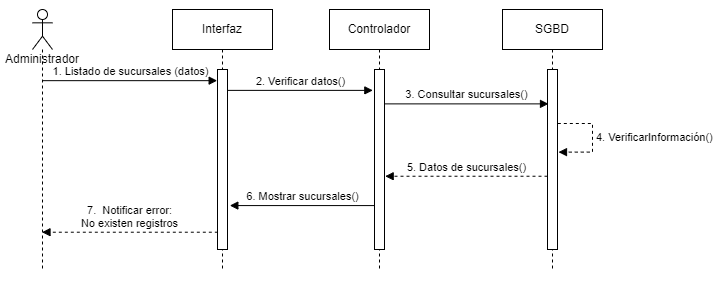 Interfaz
Controlador
SGBD
Administrador
1. Listado de sucursales (datos)
2. Verificar datos()
3. Consultar sucursales()
4. VerificarInformación()
5. Datos de sucursales()
6. Mostrar sucursales()
7. Notificar error:
No existen registros